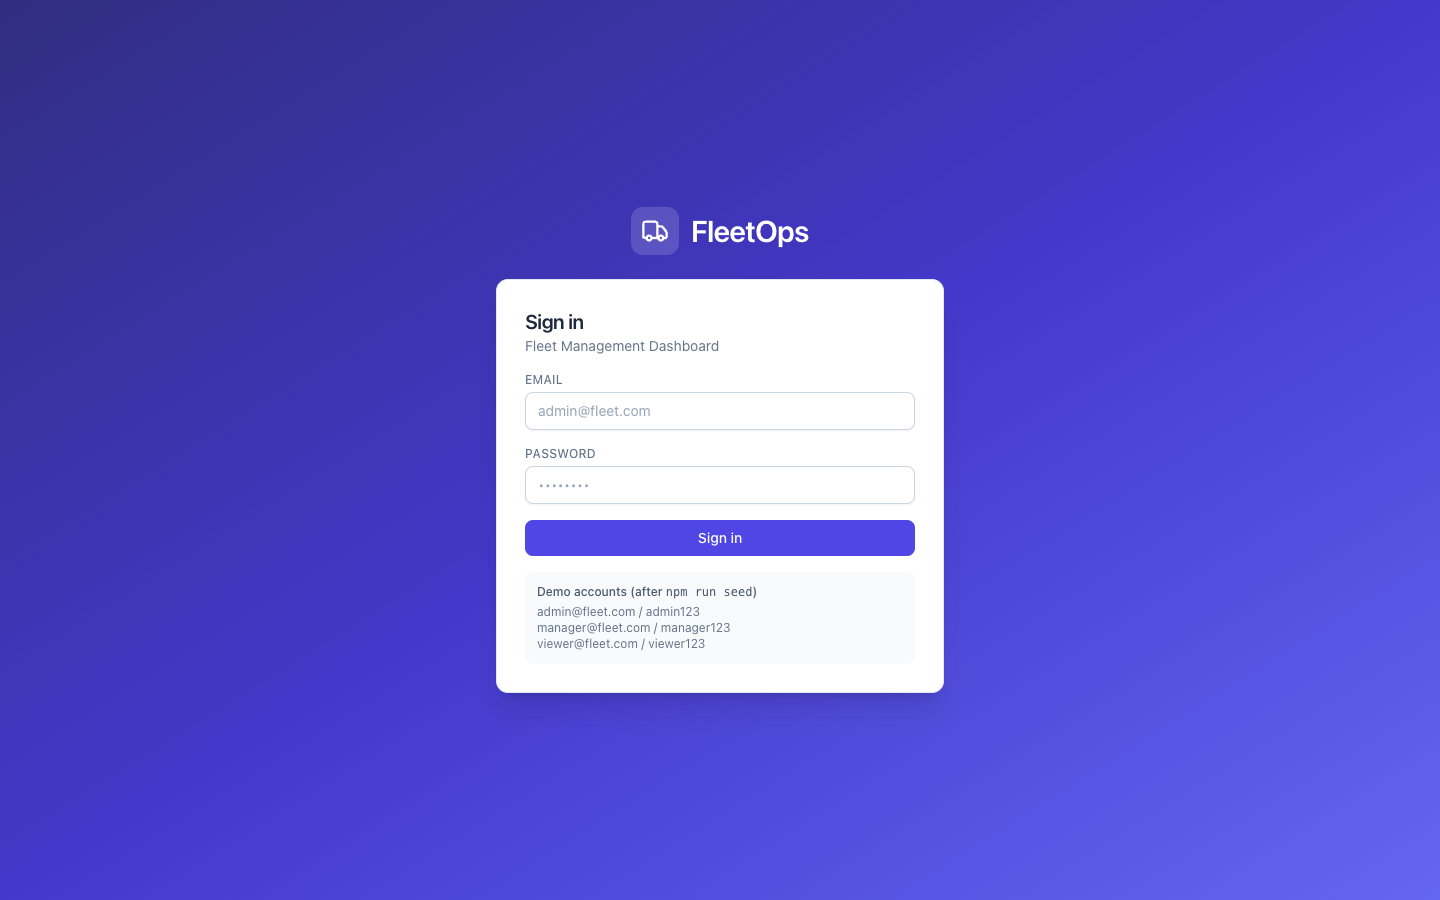 FleetOps
Sign in
Fleet Management Dashboard
EMAIL
admin@fleet.com
PASSWORD
••••••••
Sign in
Demo accounts (after npm run seed)
admin@fleet.com / admin123
manager@fleet.com / manager123
viewer@fleet.com / viewer123